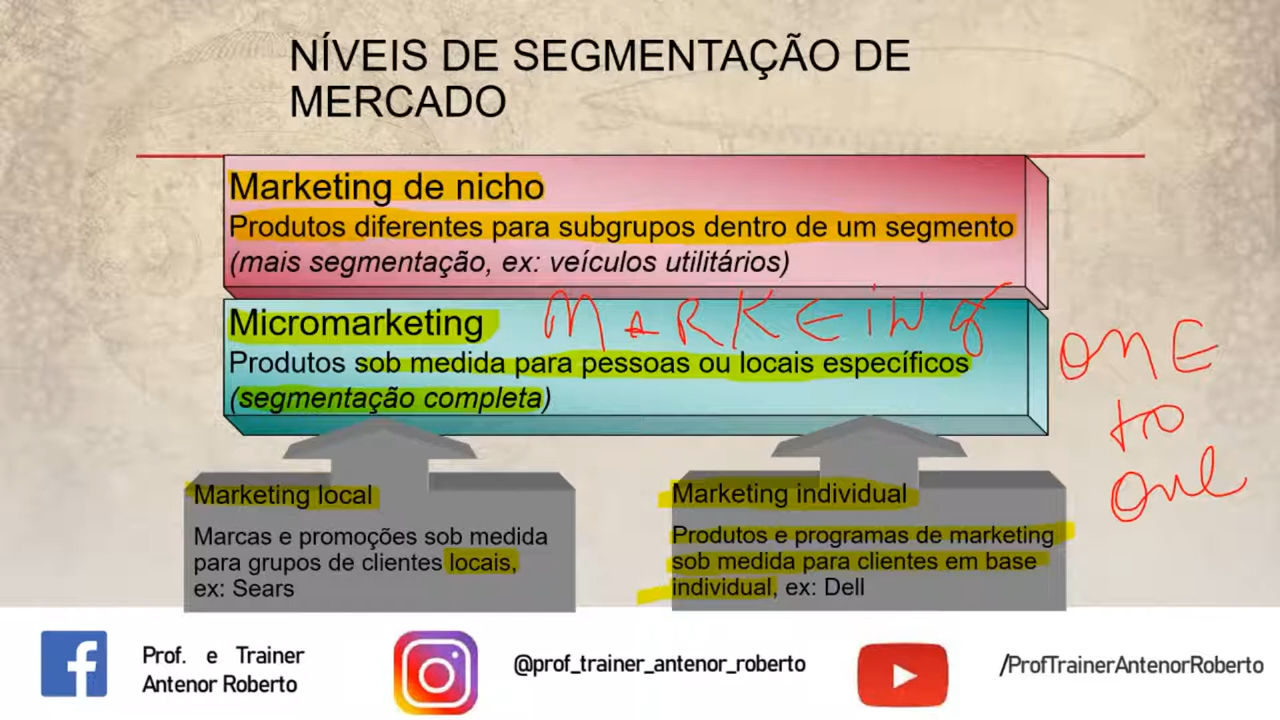 NÍVEIS DE SEGMENTAÇÃO DE
MERCADO
Marketing de nicho
Produtos diferentes para subgrupos dentro de um segmento
(mais segmentação, ex: veículos utilitários)
Micromarketing MARKEING
Produtos sob medida para pessoas ou locais específicos
(segmentação completa)
ONE
to
one
Marketing local
Marcas e promoções sob medida
para grupos de clientes locais,
ex: Sears
Marketing individual
Produtos e programas de marketing
sob medida para clientes em base
individual, ex: Dell
Prof. e Trainer
Antenor Roberto
@prof_trainer_antenor_roberto
/ProfTrainerAntenorRoberto